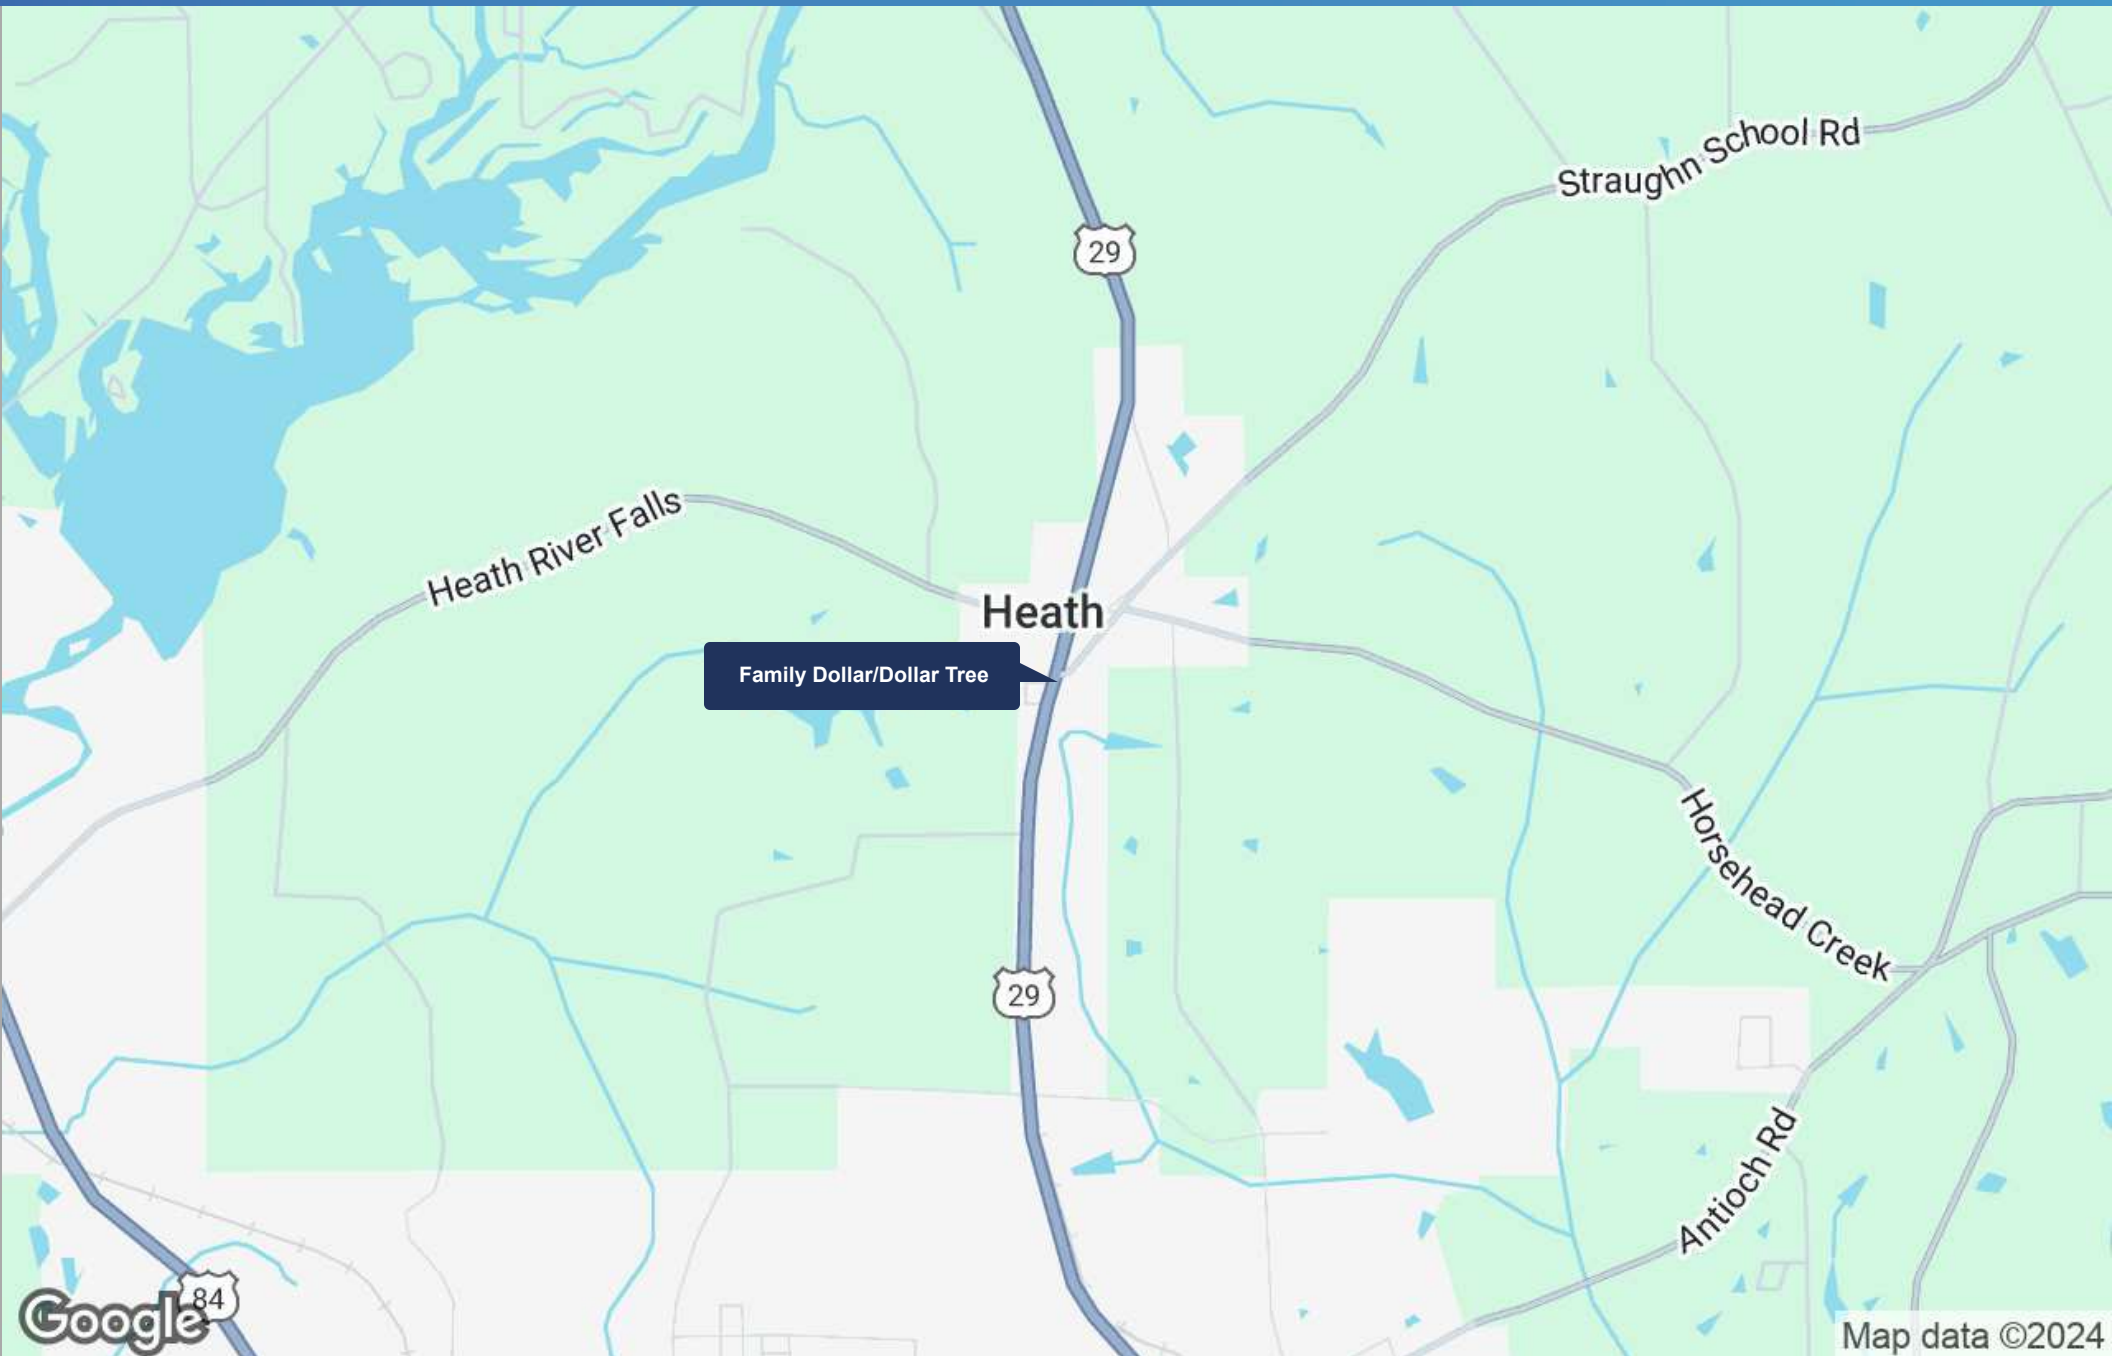 Straughn School Rd
29
Heath River Falls
Heath
Family Dollar/Dollar Tree
Horsehead Creek
29
Antioch Rd
84
Google
Map data ©2024